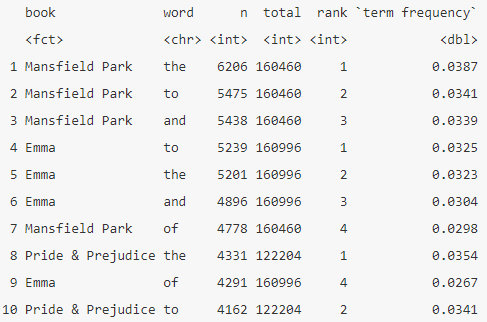 book word n total rank `term frequency`
<fct> <chr> <int> <int> <int> <dbl>
1 Mansfield Park the 6206 160460 1 0.0387
2 Mansfield Park to 5475 160460 2 0.0341
3 Mansfield Park and 5438 160460 3 0.0339
4 Emma to 5239 160996 1 0.0325
5 Emma the 5201 160996 2 0.0323
6 Emma and 4896 160996 3 0.0304
7 Mansfield Park of 4778 160460 4 0.0298
8 Pride & Prejudice the 4331 122204 1 0.0354
9 Emma of 4291 160996 4 0.0267
10 Pride & Prejudice to 4162 122204 2 0.0341